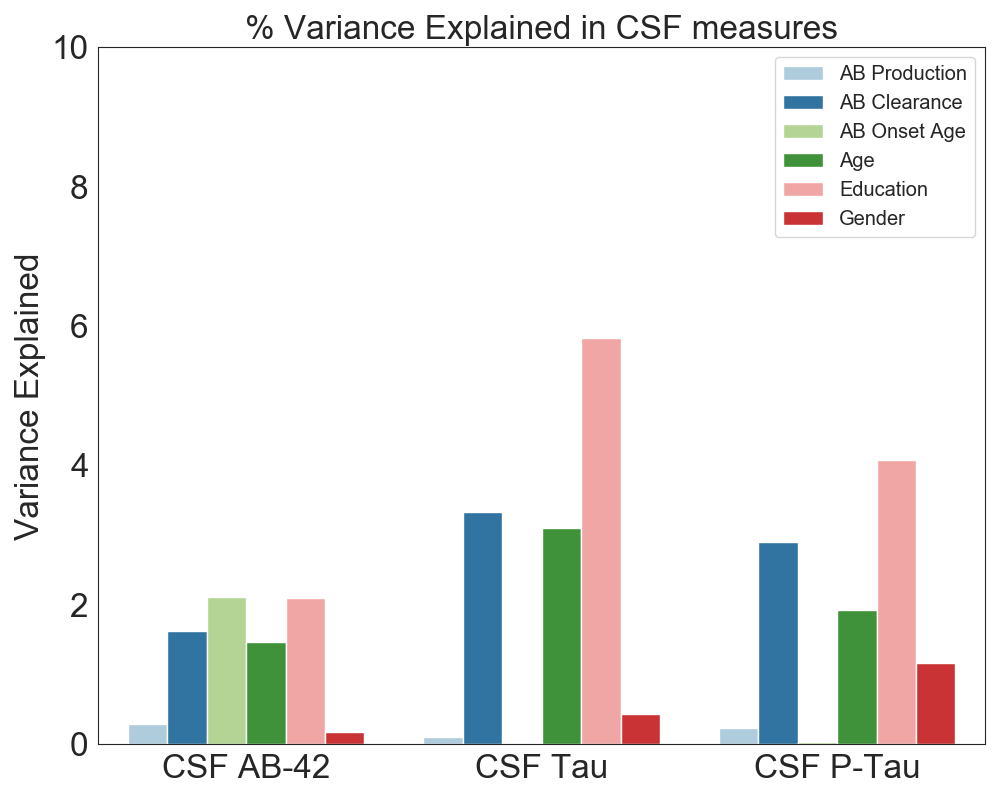 % Variance Explained in CSF measures
10
8
6
4
2
0
Variance Explained
AB Production
AB Clearance
AB Onset Age
Age
Education
Gender
CSF AB-42
CSF Tau
CSF P-Tau